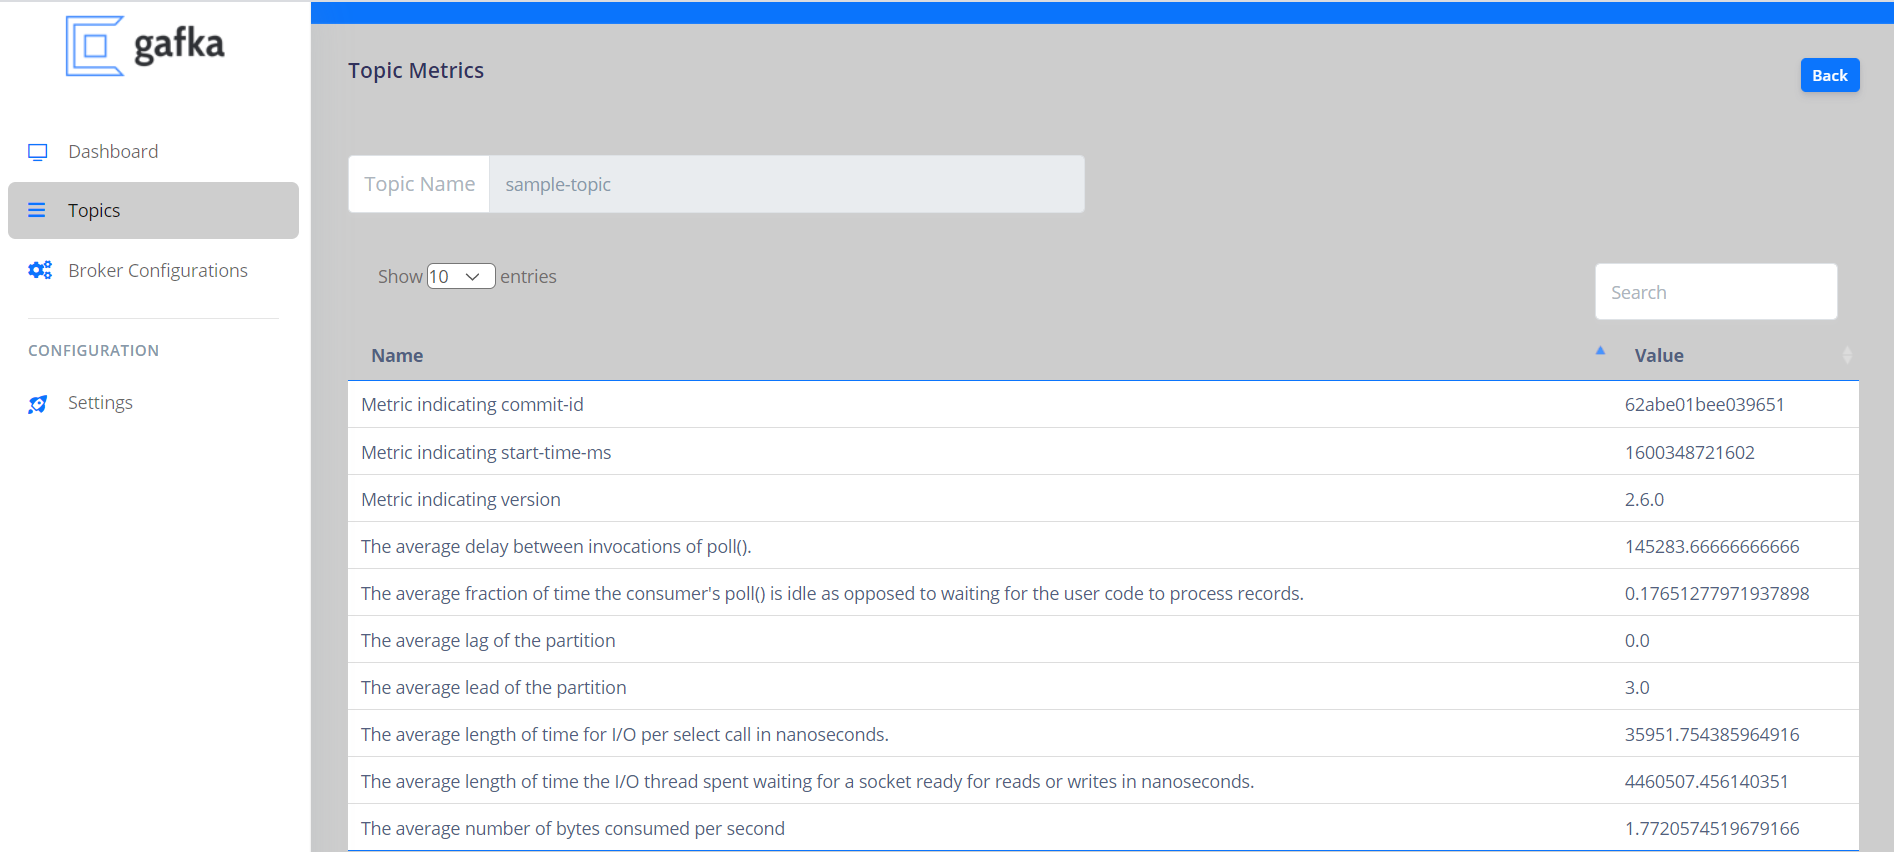 gafka
Dashboard
Topics
Broker Configurations
CONFIGURATION
Settings
Topic Metrics
Back
Topic Name sample-topic
Show 10 entries
Search
Name Value
Metric indicating commit-id 62abe01bee039651
Metric indicating start-time-ms 1600348721602
Metric indicating version 2.6.0
The average delay between invocations of poll(). 145283.66666666666
The average fraction of time the consumer's poll() is idle as opposed to waiting for the user code to process records. 0.17651277971937898
The average lag of the partition 0.0
The average lead of the partition 3.0
The average length of time for I/O per select call in nanoseconds. 35951.754385964916
The average length of time the I/O thread spent waiting for a socket ready for reads or writes in nanoseconds. 4460507.456140351
The average number of bytes consumed per second 1.7720574519679166